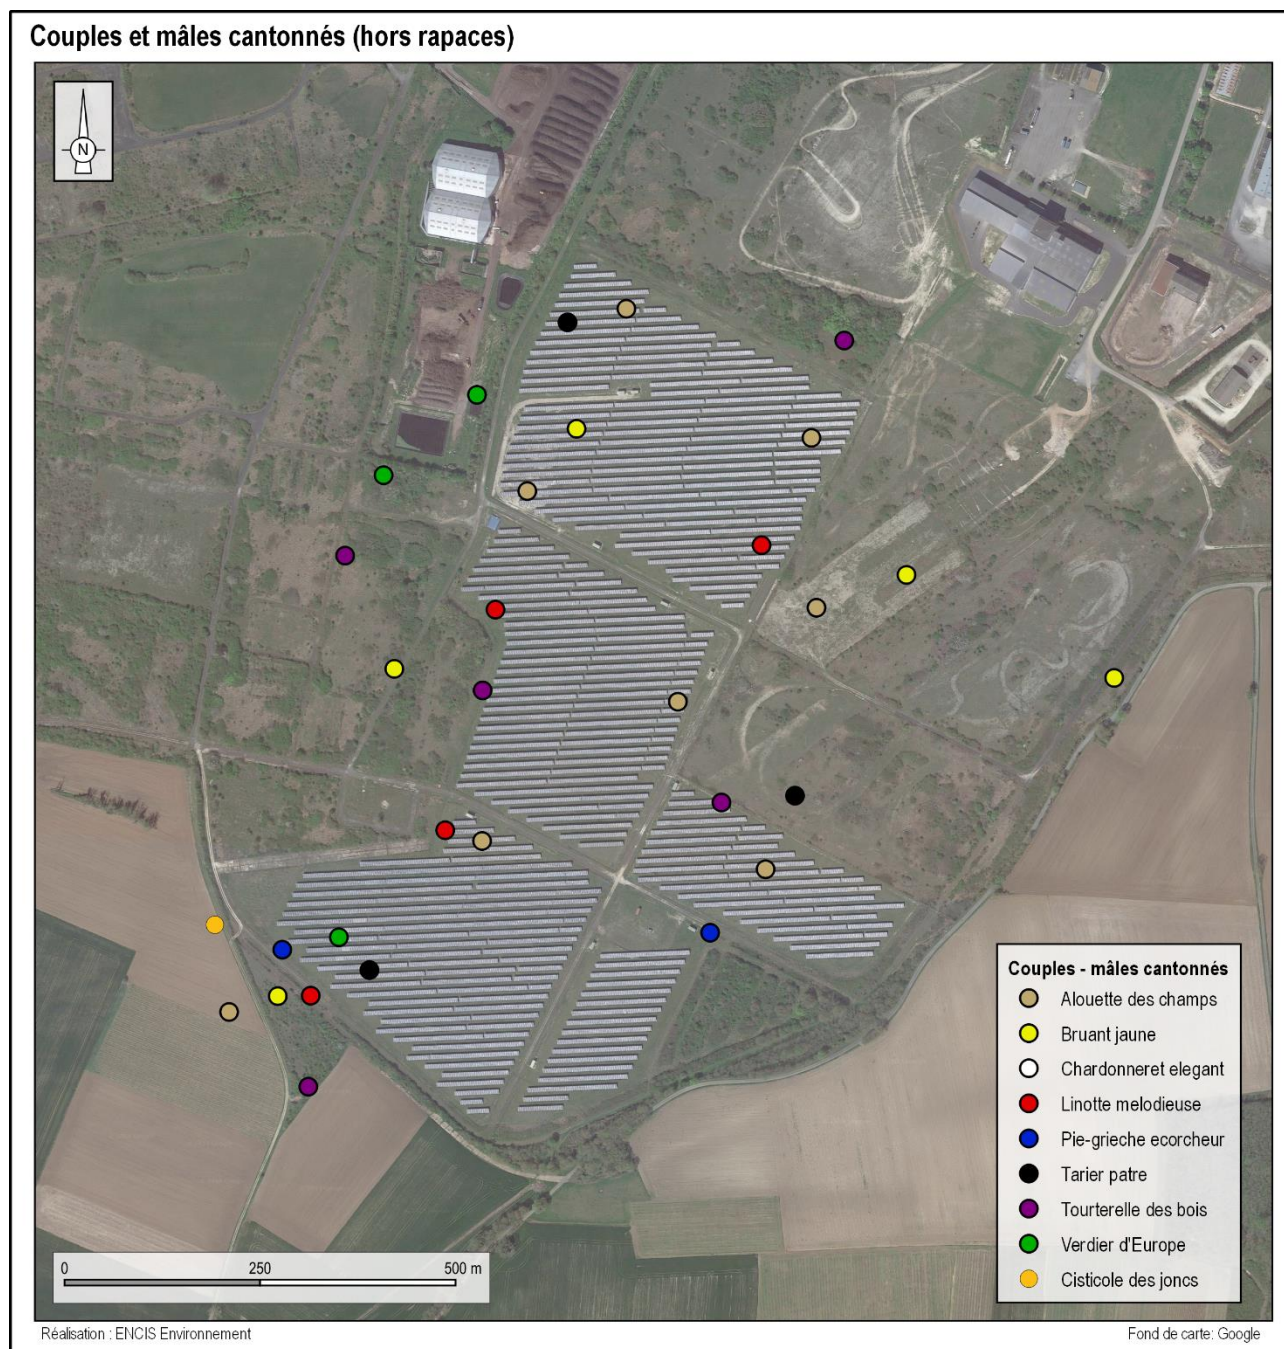 Couples et mâles cantonnés (hors rapaces)
N
Couples - mâles cantonnés
Alouette des champs
Bruant jaune
Chardonneret elegant
Linotte melodieuse
Pie-grieche ecorcheur
Tarier patre
Tourterelle des bois
Verdier d'Europe
Cisticole des joncs
0 250 500 m
Réalisation : ENCIS Environnement
Fond de carte: Google